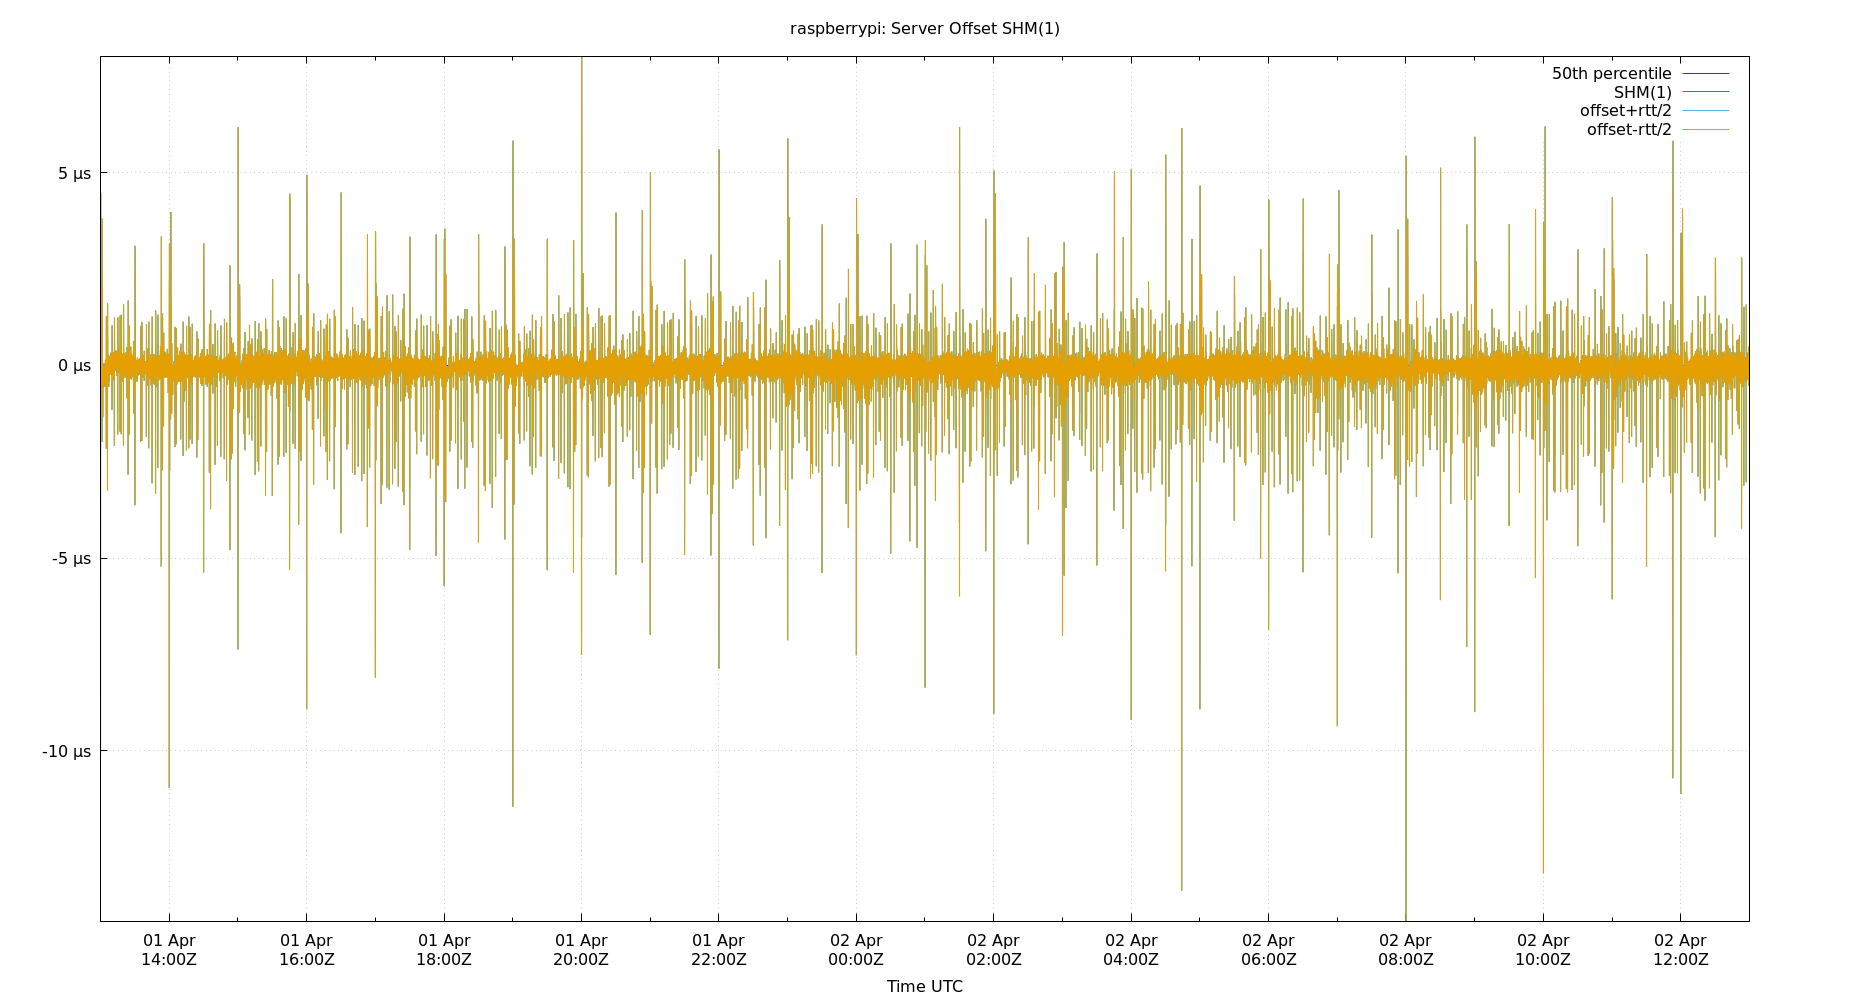 raspberrypi: Server Offset SHM(1)
50th percentile
SHM(1)
offset+rtt/2
offset-rtt/2
5 µs
0 µs
-5 µs
-10 µs
01 Apr 01 Apr 01 Apr 01 Apr 01 Apr 02 Apr 02 Apr 02 Apr 02 Apr 02 Apr 02 Apr 02 Apr
14:00Z 16:00Z 18:00Z 20:00Z 22:00Z 00:00Z 02:00Z 04:00Z 06:00Z 08:00Z 10:00Z 12:00Z
Time UTC